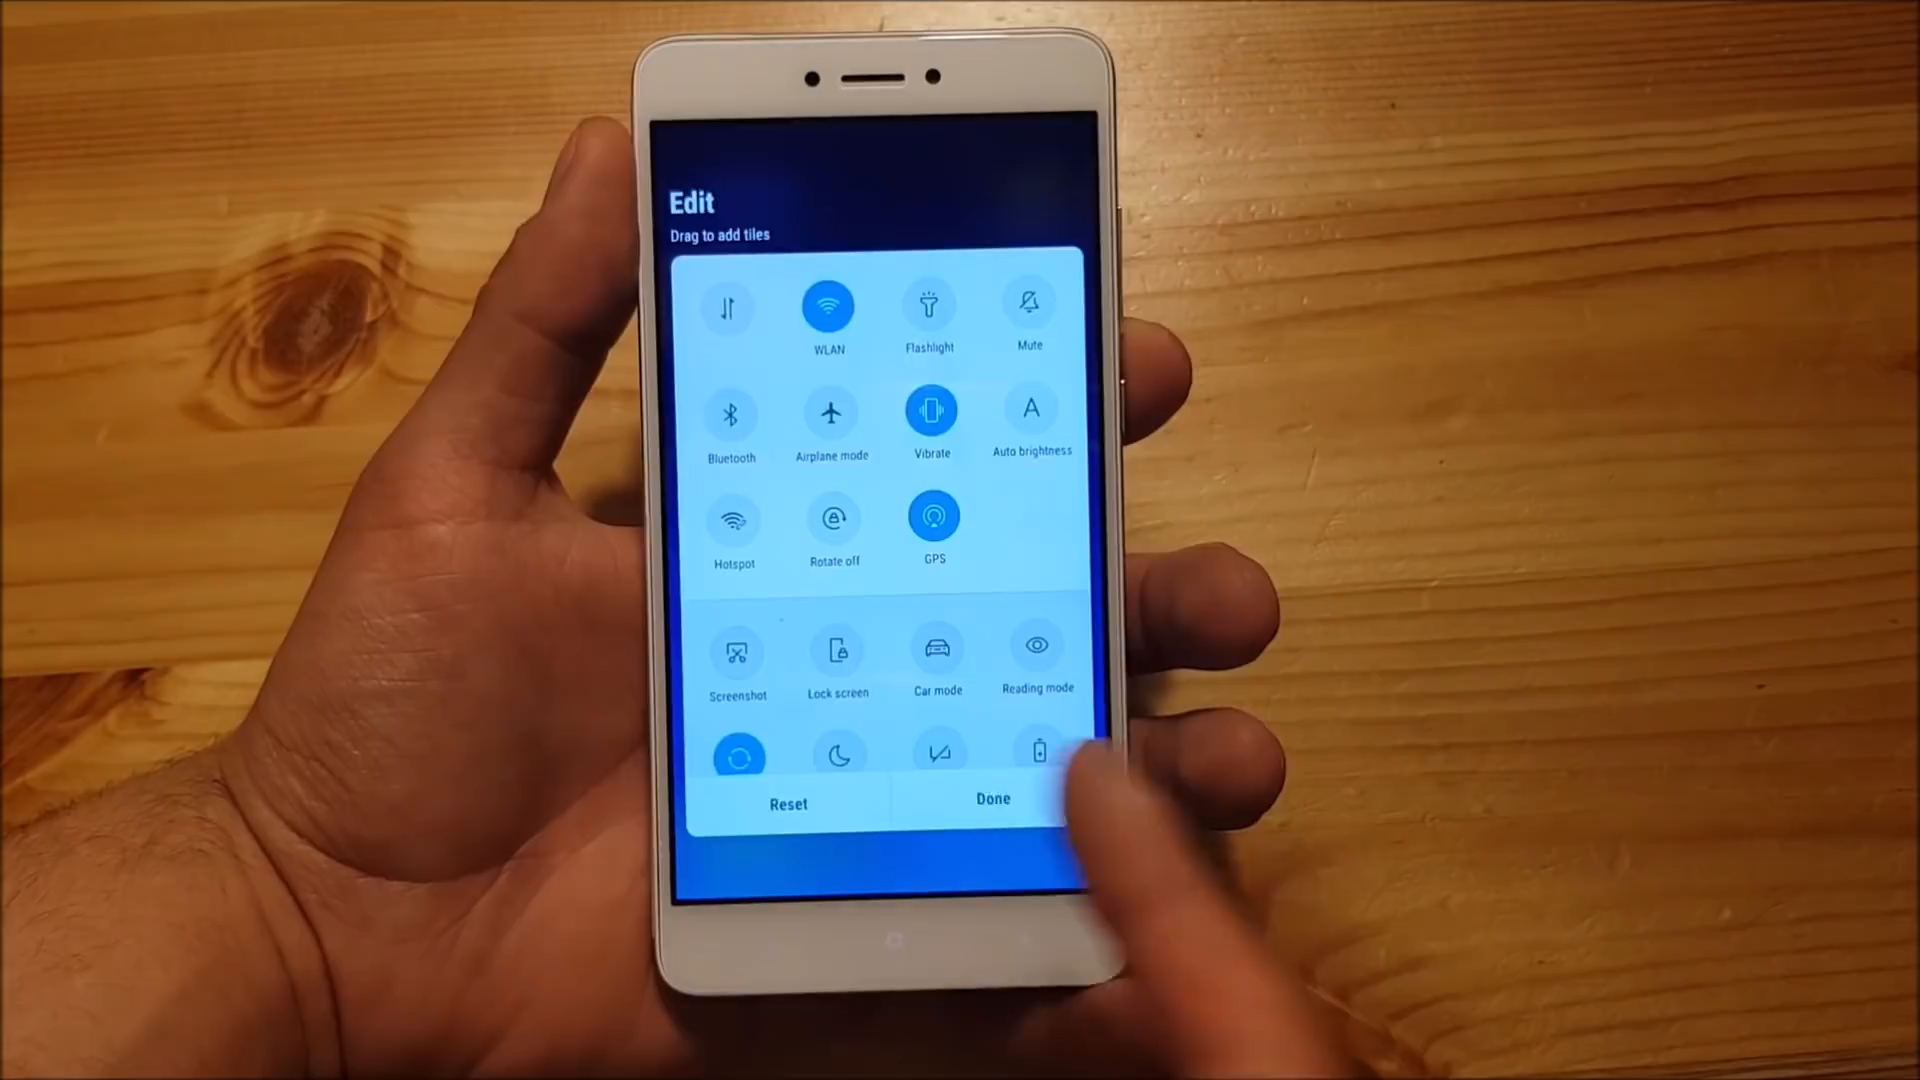 Edit
Drag to add tiles
WLAN Flashlight Mute
Bluetooth Airplane mode Vibrate A Auto brightness
Hotspot Rotate off GPS
Screenshot Lock screen Car mode Reading mode
Reset Done